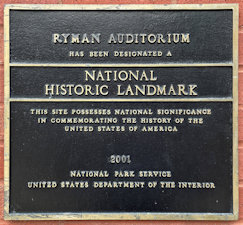 RYMAN AUDITORIUM
HAS BEEN DESIGNATED A
NATIONAL
HISTORIC LANDMARK
THIS SITE POSSESSES NATIONAL SIGNIFICANCE
IN COMMEMORATING THE HISTORY OF THE
UNITED STATES OF AMERICA
2001
NATIONAL PARK SERVICE
UNITED STATES DEPARTMENT OF THE INTERIOR